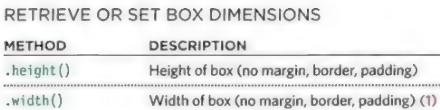 RETRIEVE OR SET BOX DIMENSIONS
METHOD DESCRIPTION
.height() Height of box (no margin, border, padding)
.width() Width of box (no margin, border, padding) (1)